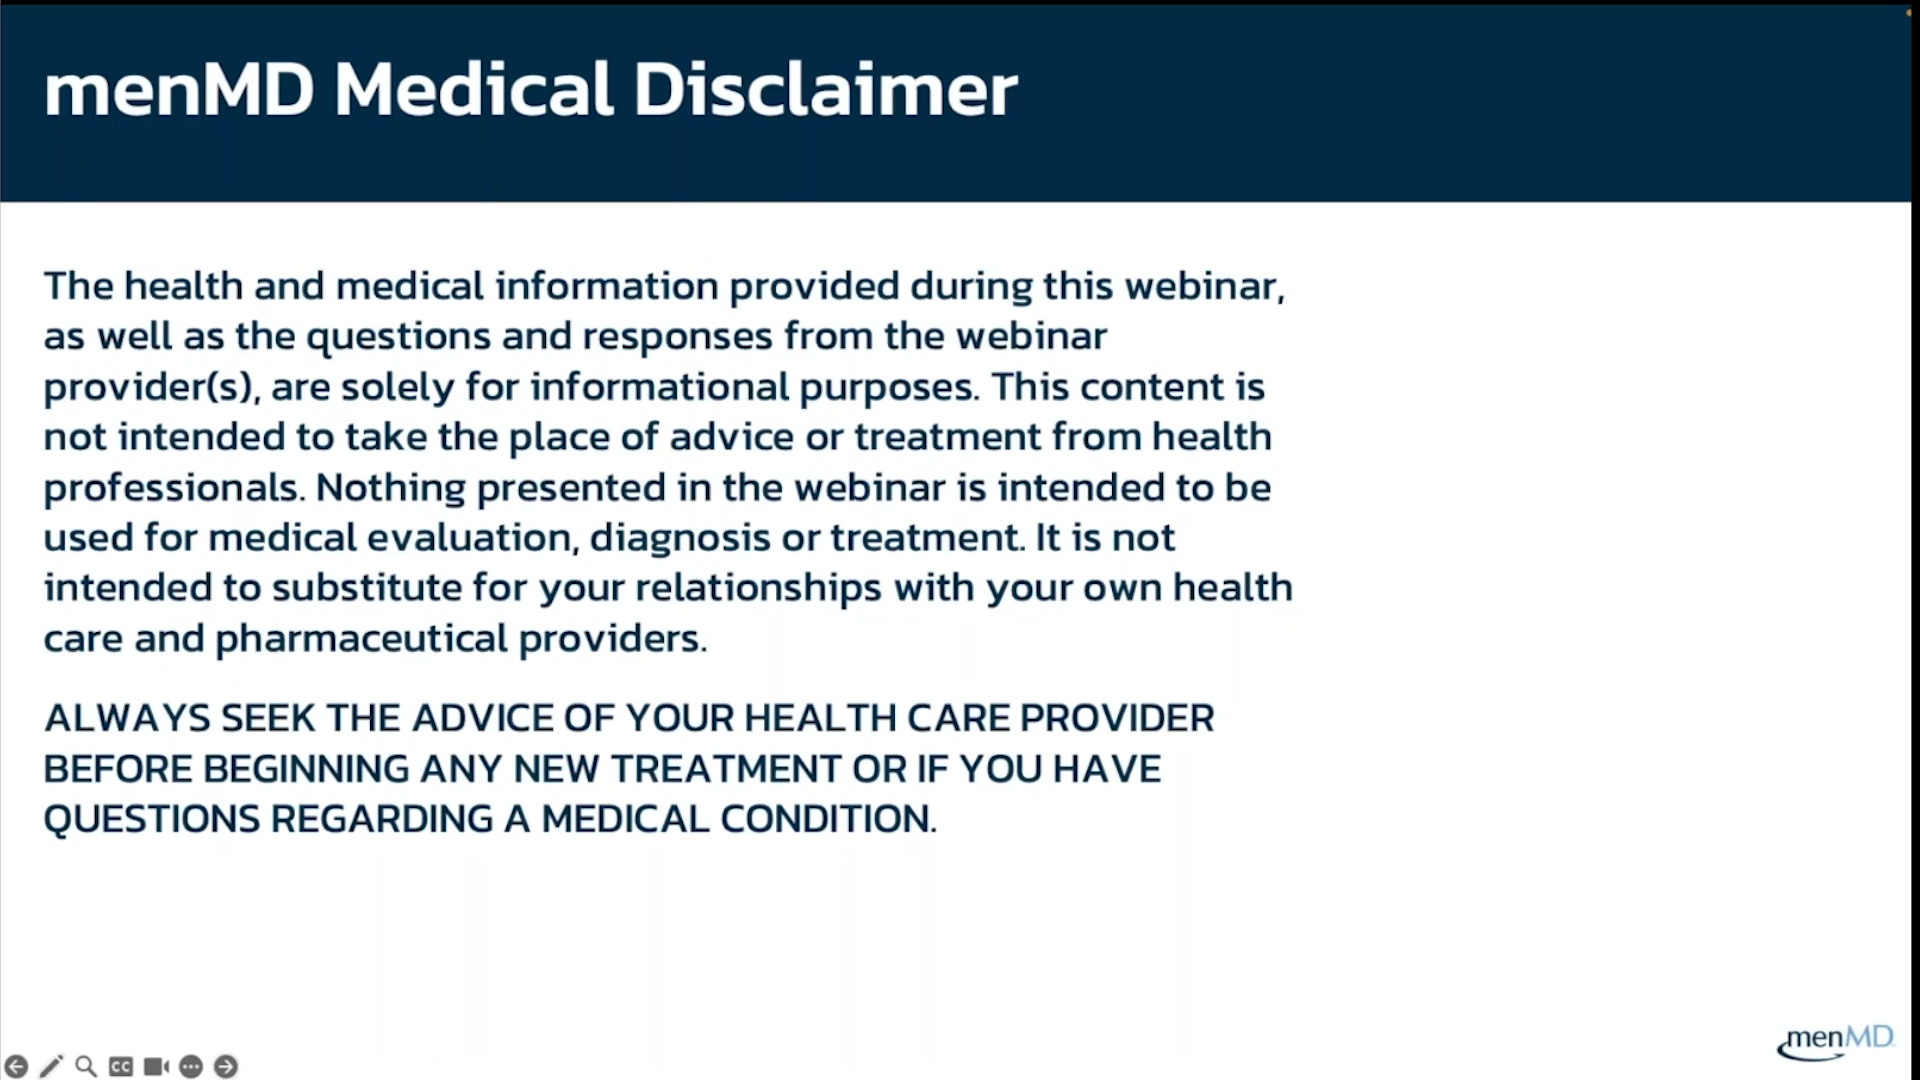 menMD Medical Disclaimer
The health and medical information provided during this webinar,
as well as the questions and responses from the webinar
provider(s), are solely for informational purposes. This content is
not intended to take the place of advice or treatment from health
professionals. Nothing presented in the webinar is intended to be
used for medical evaluation, diagnosis or treatment. It is not
intended to substitute for your relationships with your own health
care and pharmaceutical providers.
ALWAYS SEEK THE ADVICE OF YOUR HEALTH CARE PROVIDER
BEFORE BEGINNING ANY NEW TREATMENT OR IF YOU HAVE
QUESTIONS REGARDING A MEDICAL CONDITION.
menMD
CC